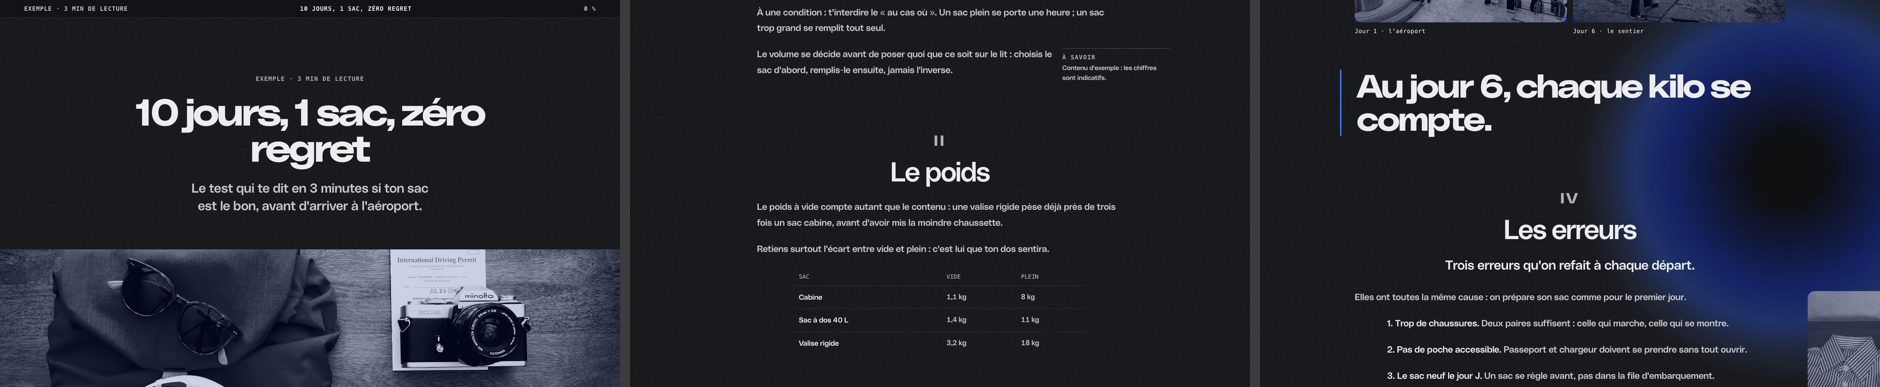 EXEMPLE · 3 MIN DE LECTURE
10 JOURS, 1 SAC, ZÉRO REGRET
0 %
EXEMPLE · 3 MIN DE LECTURE
10 jours, 1 sac, zéro
regret
Le test qui te dit en 3 minutes si ton sac
est le bon, avant d'arriver à l'aéroport.
International Driving Permit
minolta
À une condition : t'interdire le « au cas où ». Un sac plein se porte une heure ; un sac
trop grand se remplit tout seul.
Le volume se décide avant de poser quoi que ce soit sur le lit : choisis le
sac d'abord, remplis-le ensuite, jamais l'inverse.
À SAVOIR
Contenu d'exemple : les chiffres
sont indicatifs.
II
Le poids
Le poids à vide compte autant que le contenu : une valise rigide pèse déjà près de trois
fois un sac cabine, avant d'avoir mis la moindre chaussette.
Retiens surtout l'écart entre vide et plein : c'est lui que ton dos sentira.
SAC VIDE PLEIN
Cabine 1,1 kg 8 kg
Sac à dos 40 L 1,4 kg 11 kg
Valise rigide 3,2 kg 18 kg
Jour 1 · l'aéroport
Jour 6 · le sentier
Au jour 6, chaque kilo se
compte.
IV
Les erreurs
Trois erreurs qu'on refait à chaque départ.
Elles ont toutes la même cause : on prépare son sac comme pour le premier jour.
1. Trop de chaussures. Deux paires suffisent : celle qui marche, celle qui se montre.
2. Pas de poche accessible. Passeport et chargeur doivent se prendre sans tout ouvrir.
3. Le sac neuf le jour J. Un sac se règle avant, pas dans la file d'embarquement.